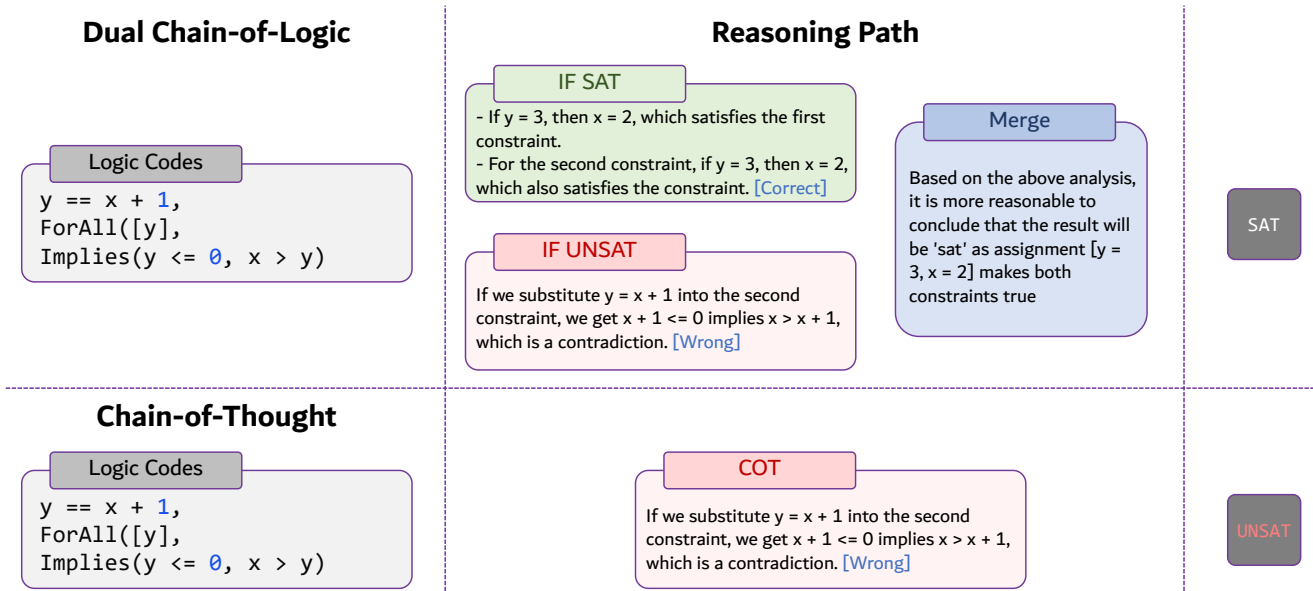 Dual Chain-of-Logic
Reasoning Path
Logic Codes
y == x + 1,
ForAll([y],
Implies(y <= 0, x > y)
IF SAT
- If y = 3, then x = 2, which satisfies the first
constraint.
- For the second constraint, if y = 3, then x = 2,
which also satisfies the constraint. [Correct]
IF UNSAT
If we substitute y = x + 1 into the second
constraint, we get x + 1 <= 0 implies x > x + 1,
which is a contradiction. [Wrong]
Merge
Based on the above analysis,
it is more reasonable to
conclude that the result will
be 'sat' as assignment [y =
3, x = 2] makes both
constraints true
SAT
Chain-of-Thought
Logic Codes
y == x + 1,
ForAll([y],
Implies(y <= 0, x > y)
COT
If we substitute y = x + 1 into the second
constraint, we get x + 1 <= 0 implies x > x + 1,
which is a contradiction. [Wrong]
UNSAT